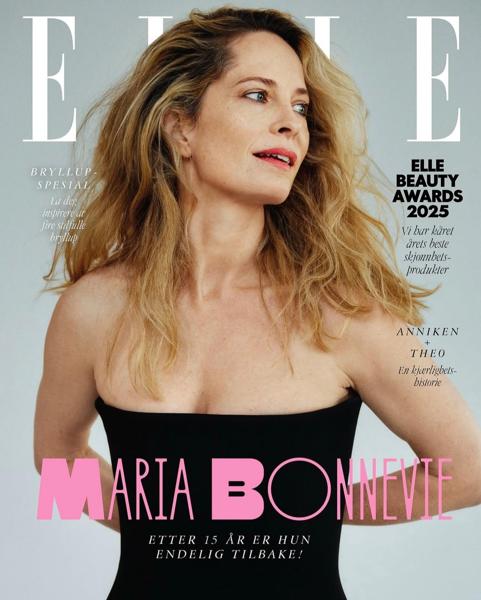 ELLE
BRYLLUP-
SPESIAL
La deg
inspirere at
fire stilfulle
bryllup
ELLE
BEAUTY
AWARDS
2025
Vi har kåret
årets beste
skjønnhets-
produkter
ANNIKEN
+
THEO
En kjærlighets-
historie
MARIA BONNEVIE
ETTER 15 ÅR ER HUN
ENDELIG TILBAKE!